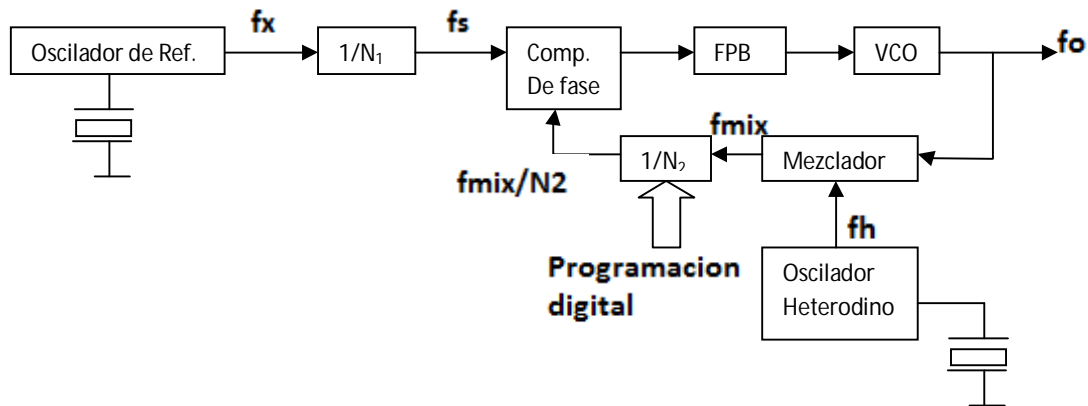 fx
fs
fo
Oscilador de Ref.
1/N₁
Comp.
De fase
FPB
VCO
fmix
1/N₂
Mezclador
fmix/N2
fh
Programacion
digital
Oscilador
Heterodino